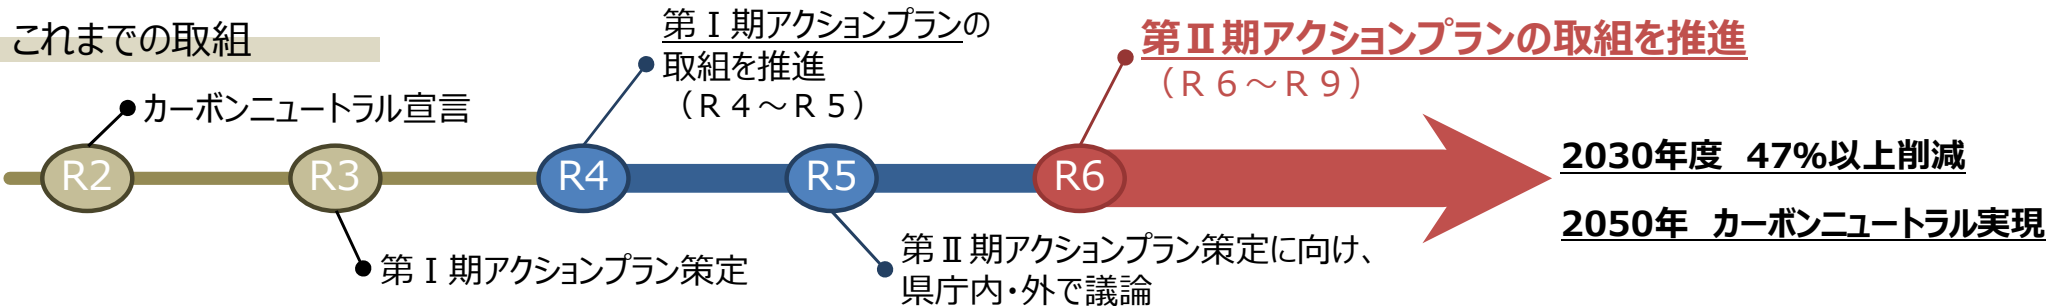 これまでの取組
カーボンニュートラル宣言
第Ⅰ期アクションプランの
取組を推進
（Ｒ４～Ｒ５）
第Ⅱ期アクションプランの取組を推進
（Ｒ６～Ｒ９）
R2
R3
R4
R5
R6
第Ⅰ期アクションプラン策定
第Ⅱ期アクションプラン策定に向け、
県庁内・外で議論
2030年度　47%以上削減
2050年　カーボンニュートラル実現